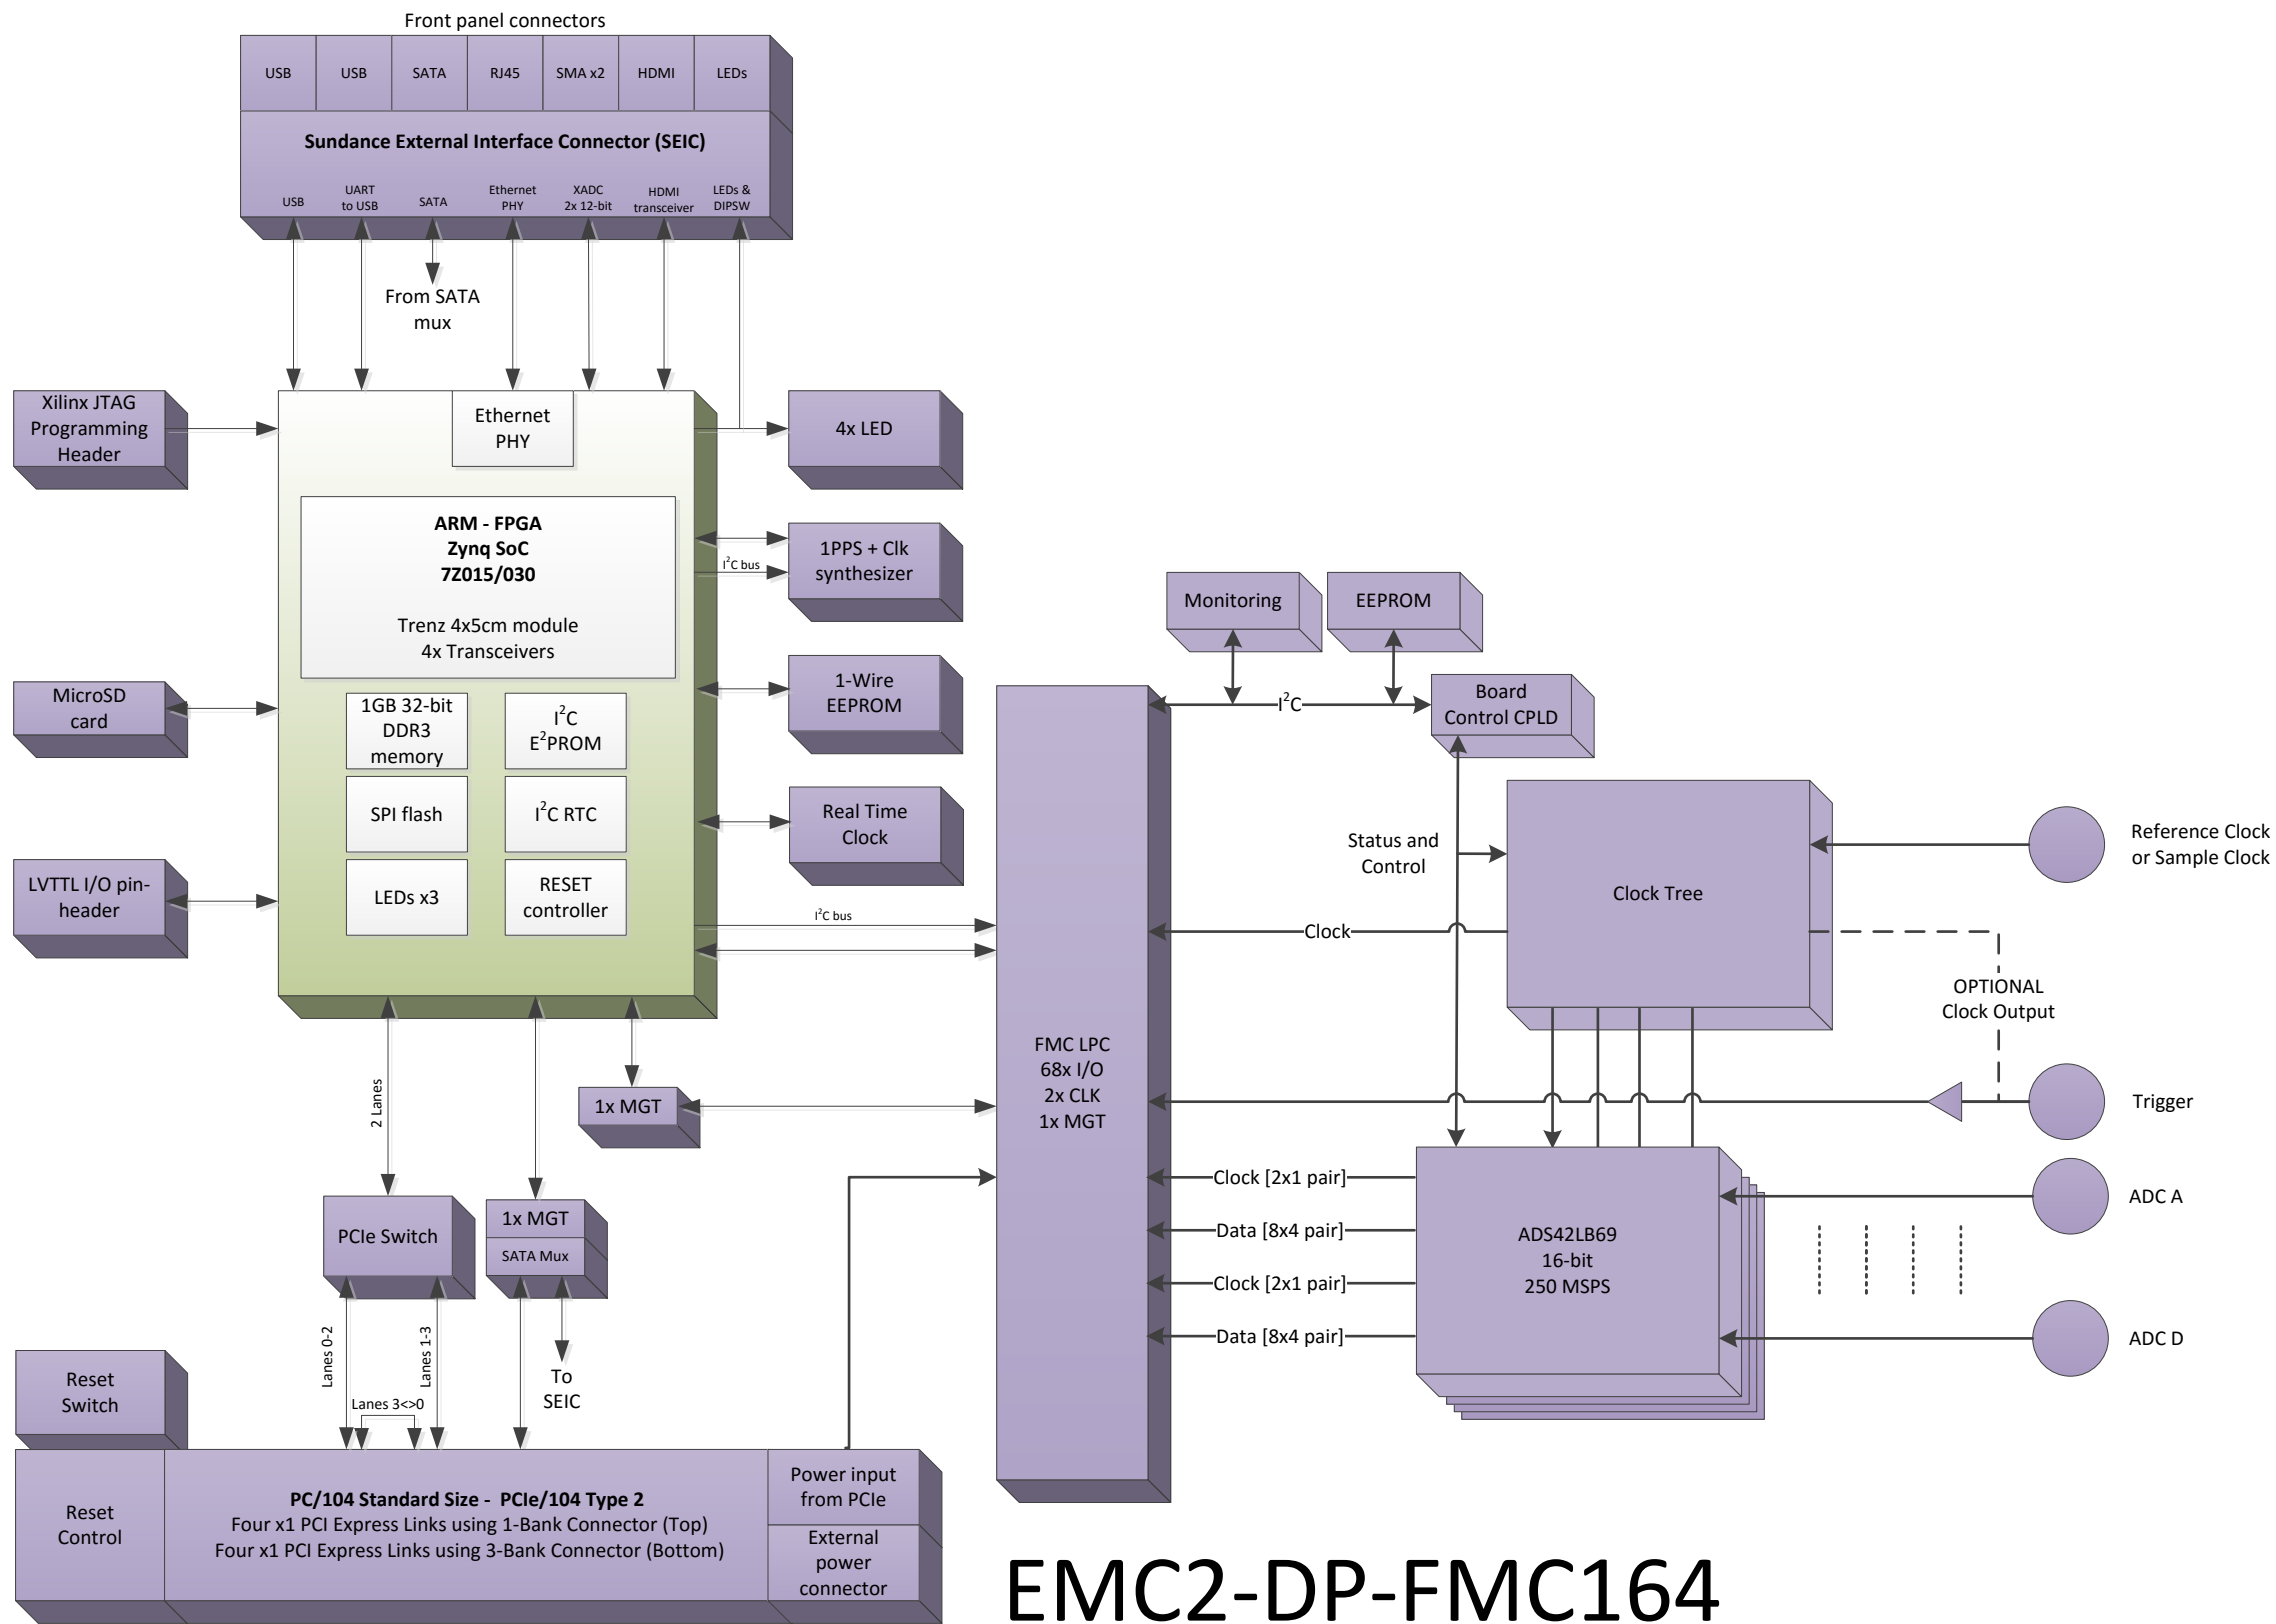 Front panel connectors
USB
USB
SATA
RJ45
SMA x2
HDMI
LEDs
Sundance External Interface Connector (SEIC)
USB
UART
to USB
SATA
Ethernet
PHY
XADC
2x 12-bit
HDMI
transceiver
LEDs &
DIPSW
From SATA
mux
Xilinx JTAG
Programming
Header
Ethernet
PHY
4x LED
ARM - FPGA
Zynq SoC
7Z015/030
Trenz 4x5cm module
4x Transceivers
I²C bus
1PPS + Clk
synthesizer
1-Wire
EEPROM
MicroSD
card
1GB 32-bit
DDR3
memory
I²C
E²PROM
SPI flash
I²C RTC
Real Time
Clock
LVTTL I/O pin-
header
LEDs x3
RESET
controller
I²C bus
Monitoring
EEPROM
I²C
Board
Control CPLD
Status and
Control
Clock Tree
Reference Clock
or Sample Clock
Clock
OPTIONAL
Clock Output
FMC LPC
68x I/O
2x CLK
1x MGT
2 Lanes
1x MGT
Trigger
PCIe Switch
1x MGT
SATA Mux
Clock [2x1 pair]
Data [8x4 pair]
Clock [2x1 pair]
Data [8x4 pair]
ADS42LB69
16-bit
250 MSPS
ADC A
ADC D
Lanes 0-2
Lanes 1-3
Lanes 3<>0
To
SEIC
Reset
Switch
Reset
Control
PC/104 Standard Size - PCIe/104 Type 2
Four x1 PCI Express Links using 1-Bank Connector (Top)
Four x1 PCI Express Links using 3-Bank Connector (Bottom)
Power input
from PCIe
External
power
connector
EMC2-DP-FMC164